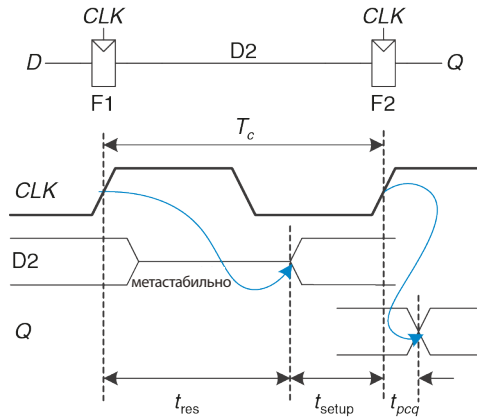 CLK CLK
D D2 Q
F1 F2
T_c
CLK
D2
метастабильно
Q
t_res t_setup t_pcq